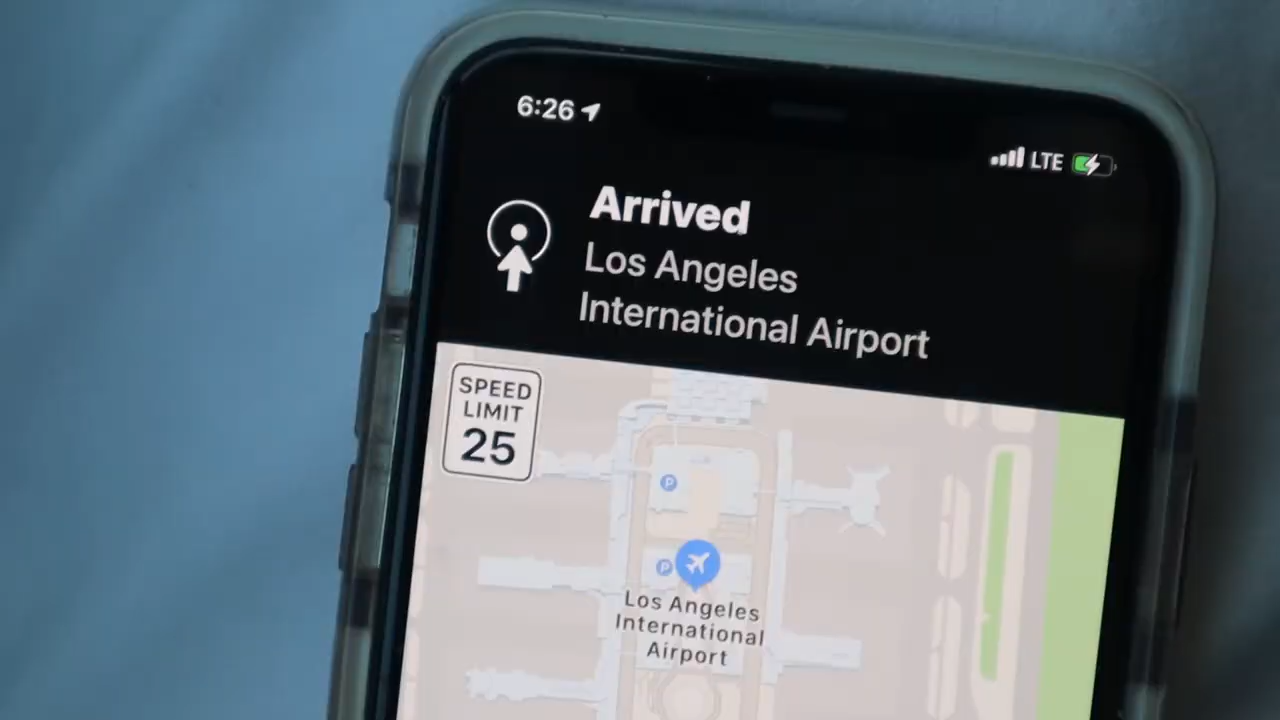 6:26
LTE
Arrived
Los Angeles
International Airport
SPEED
LIMIT
25
P
P
Los Angeles
International
Airport